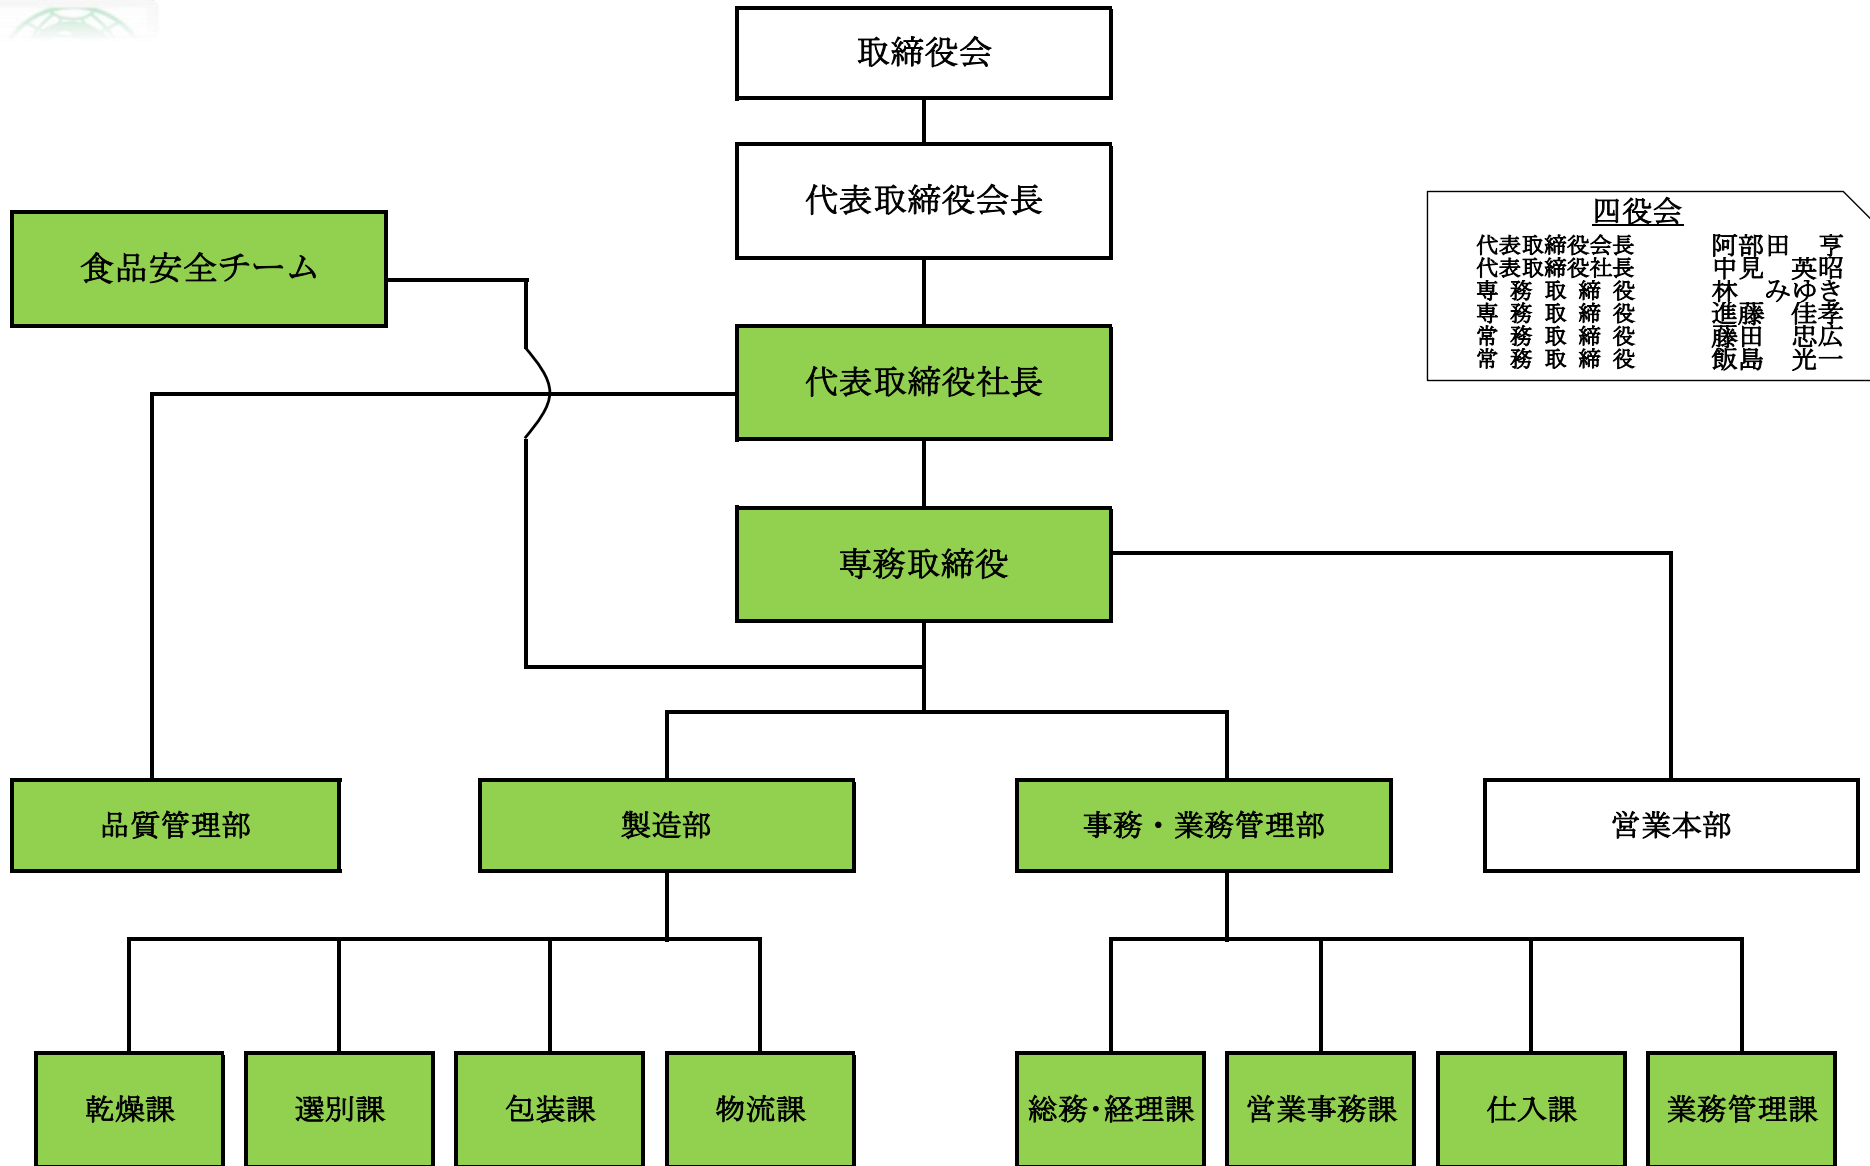 取締役会
代表取締役会長
四役会
代表取締役会長　阿部田　亨
代表取締役社長　中見　英昭
専務取締役　林　みゆき
専務取締役　進藤　佳孝
常務取締役　藤田　忠広
常務取締役　飯島　光一
食品安全チーム
代表取締役社長
専務取締役
品質管理部
製造部
事務・業務管理部
営業本部
乾燥課
選別課
包装課
物流課
総務・経理課
営業事務課
仕入課
業務管理課